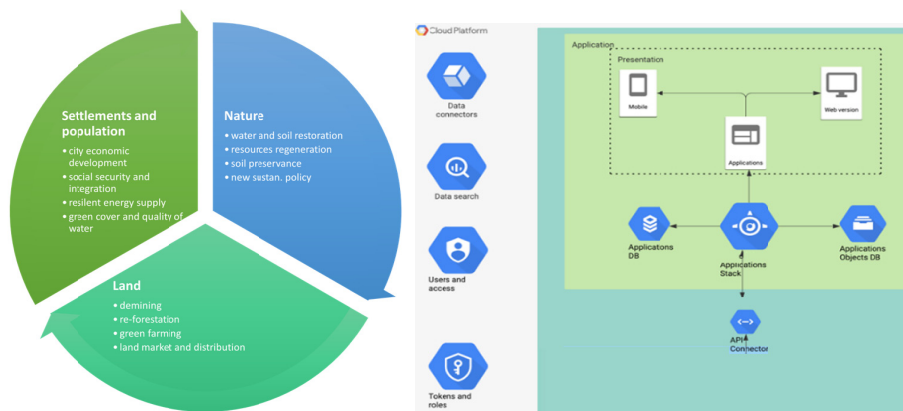 Settlements and
population
• city economic
development
• social security and
integration
• resilent energy supply
• green cover and quality of
water
Nature
• water and soil restoration
• resources regeneration
• soil preservance
• new sustan. policy
Land
• demining
• re-forestation
• green farming
• land market and distribution
Cloud Platform
Data
connectors
Data search
Users and
access
Tokens and
roles
Application
Presentation
Mobile
Web version
Applications
Applicatons
DB
Applications
Stack
Applications
Objects DB
API
Connector